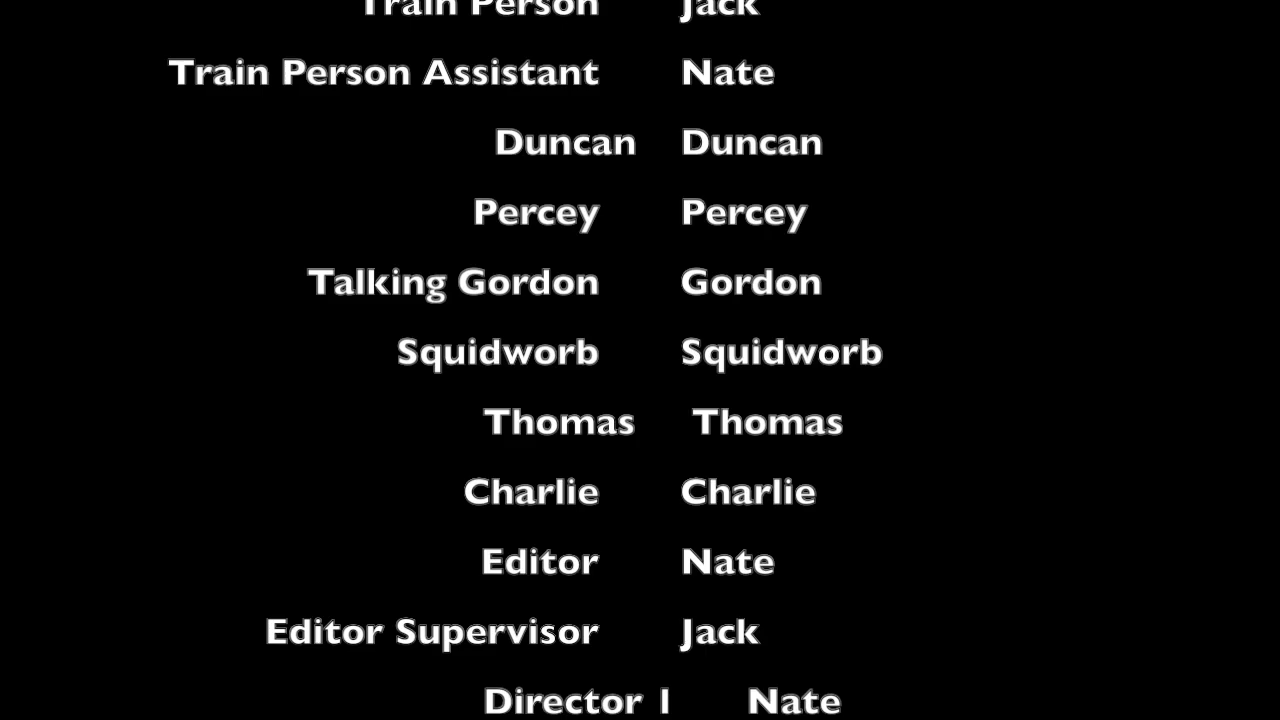 Train Person Jack
Train Person Assistant Nate
Duncan Duncan
Percey Percey
Talking Gordon Gordon
Squidworb Squidworb
Thomas Thomas
Charlie Charlie
Editor Nate
Editor Supervisor Jack
Director 1 Nate